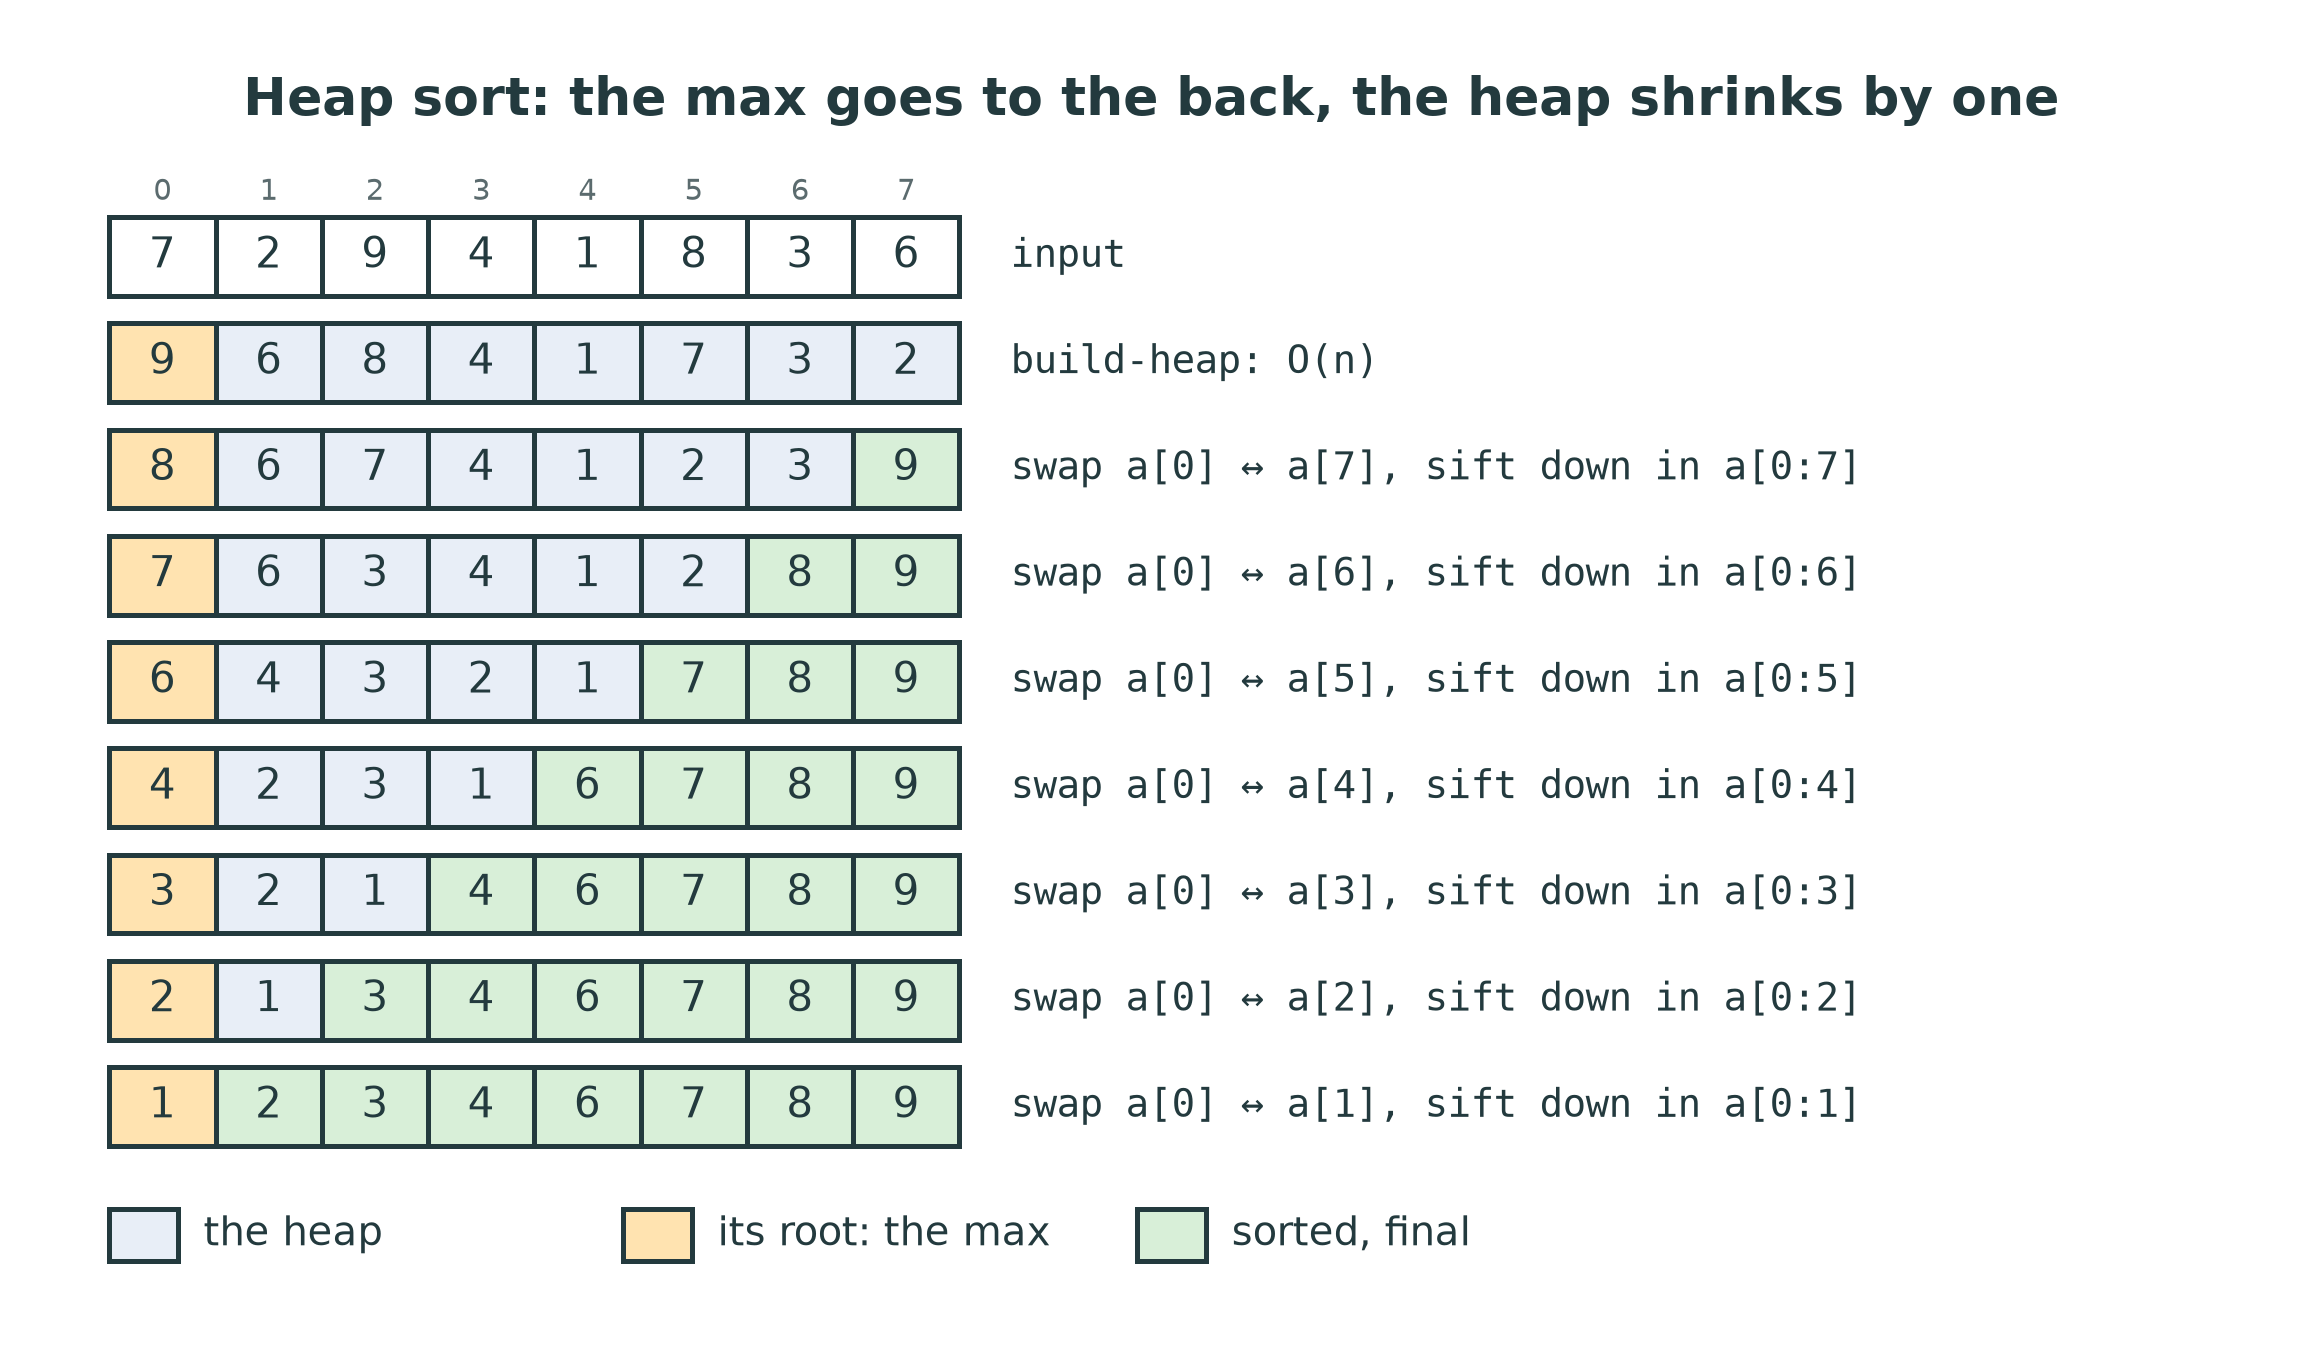 Heap sort: the max goes to the back, the heap shrinks by one
0 1 2 3 4 5 6 7
7 2 9 4 1 8 3 6 input
9 6 8 4 1 7 3 2 build-heap: O(n)
8 6 7 4 1 2 3 9 swap a[0] ↔ a[7], sift down in a[0:7]
7 6 3 4 1 2 8 9 swap a[0] ↔ a[6], sift down in a[0:6]
6 4 3 2 1 7 8 9 swap a[0] ↔ a[5], sift down in a[0:5]
4 2 3 1 6 7 8 9 swap a[0] ↔ a[4], sift down in a[0:4]
3 2 1 4 6 7 8 9 swap a[0] ↔ a[3], sift down in a[0:3]
2 1 3 4 6 7 8 9 swap a[0] ↔ a[2], sift down in a[0:2]
1 2 3 4 6 7 8 9 swap a[0] ↔ a[1], sift down in a[0:1]
the heap its root: the max sorted, final